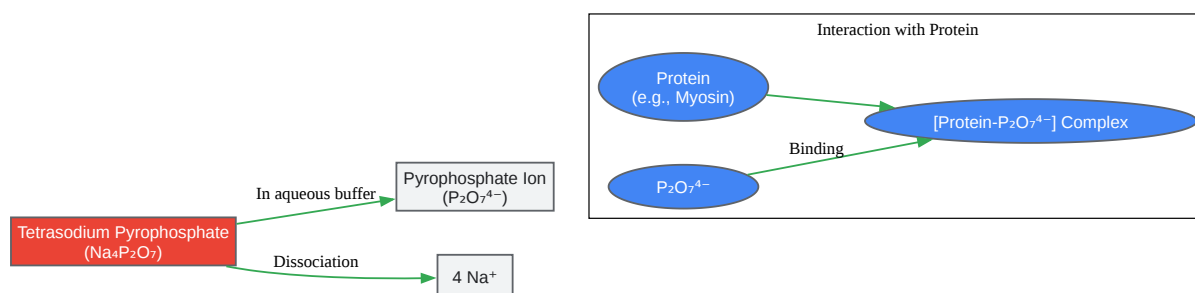 Interaction with Protein
Protein
(e.g., Myosin)
[Protein-P₂O₇⁴⁻] Complex
Binding
P₂O₇⁴⁻
In aqueous buffer
Pyrophosphate Ion
(P₂O₇⁴⁻)
Tetrasodium Pyrophosphate
(Na₄P₂O₇)
Dissociation
4 Na⁺